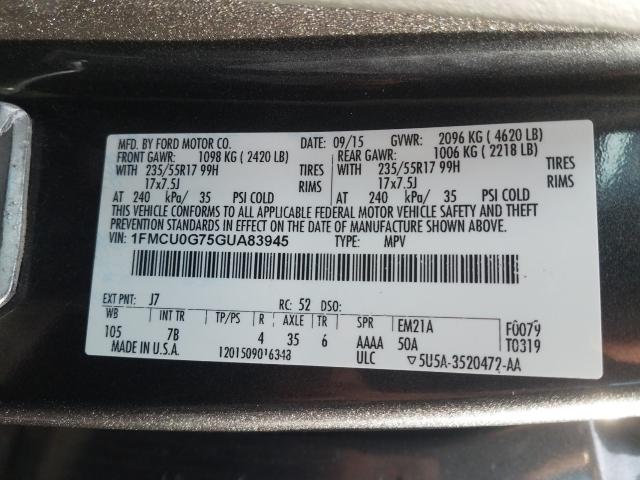 MFD. BY FORD MOTOR CO. DATE: 09/15 GVWR: 2096 KG ( 4620 LB)
FRONT GAWR: 1098 KG ( 2420 LB) REAR GAWR: 1006 KG ( 2218 LB)
WITH 235/55R17 99H TIRES WITH 235/55R17 99H TIRES
17x7.5J RIMS 17x7.5J RIMS
AT 240 kPa/ 35 PSI COLD AT 240 kPa/ 35 PSI COLD
THIS VEHICLE CONFORMS TO ALL APPLICABLE FEDERAL MOTOR VEHICLE SAFETY AND THEFT
PREVENTION STANDARDS IN EFFECT ON THE DATE OF MANUFACTURE SHOWN ABOVE.
VIN: 1FMCU0G75GUA83945 TYPE: MPV
EXT PNT: J7 RC: 52 DSO:
WB INT TR TP/PS R AXLE TR SPR EM21A F0079
105 7B 4 35 6 AAAA 50A T0319
MADE IN U.S.A. 1201509016348 ULC ▽5U5A-3520472-AA